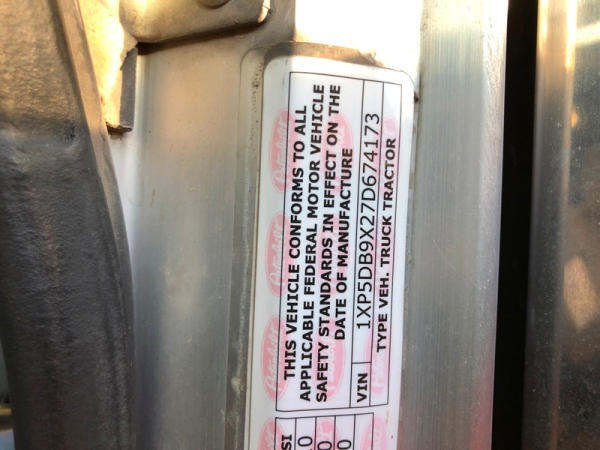 THIS VEHICLE CONFORMS TO ALL
APPLICABLE FEDERAL MOTOR VEHICLE
SAFETY STANDARDS IN EFFECT ON THE
DATE OF MANUFACTURE
VIN 1XP5DB9X27D674173
TYPE VEH. TRUCK TRACTOR